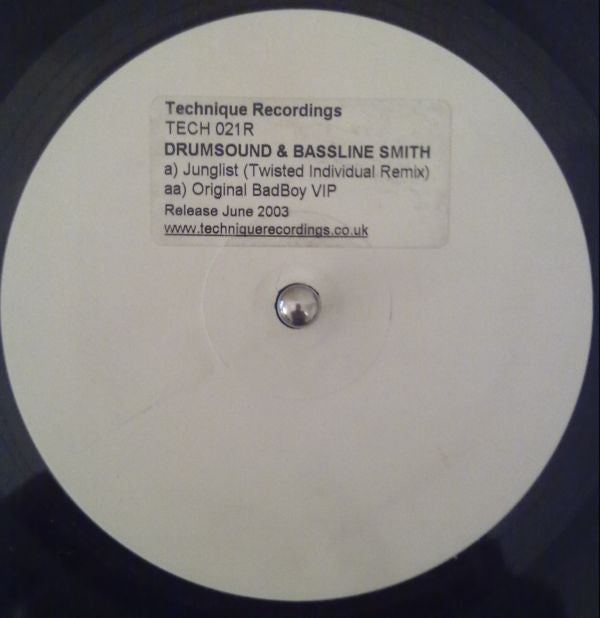 Technique Recordings
TECH 021R
DRUMSOUND & BASSLINE SMITH
a) Junglist (Twisted Individual Remix)
aa) Original BadBoy VIP
Release June 2003
www.techniquerecordings.co.uk